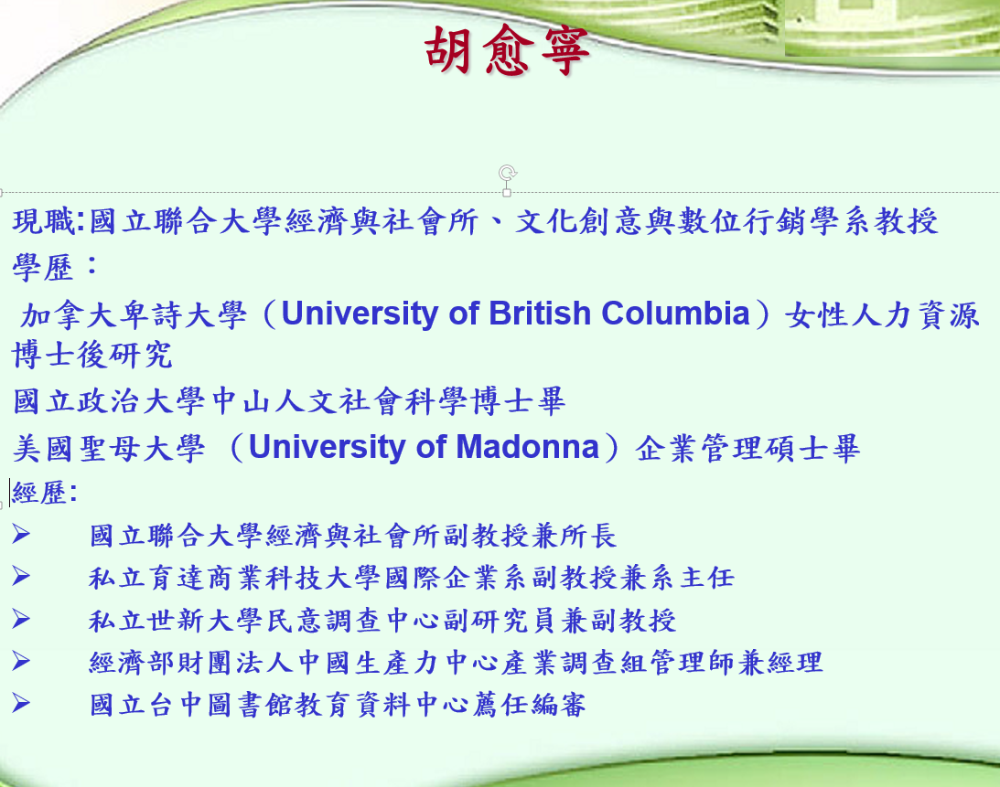 胡愈寧
現職:國立聯合大學經濟與社會所、文化創意與數位行銷學系教授
學歷：
加拿大卑詩大學（University of British Columbia）女性人力資源
博士後研究
國立政治大學中山人文社會科學博士畢
美國聖母大學 （University of Madonna）企業管理碩士畢
經歷:
➢ 國立聯合大學經濟與社會所副教授兼所長
➢ 私立育達商業科技大學國際企業系副教授兼系主任
➢ 私立世新大學民意調查中心副研究員兼副教授
➢ 經濟部財團法人中國生產力中心產業調查組管理師兼經理
➢ 國立台中圖書館教育資料中心薦任編審